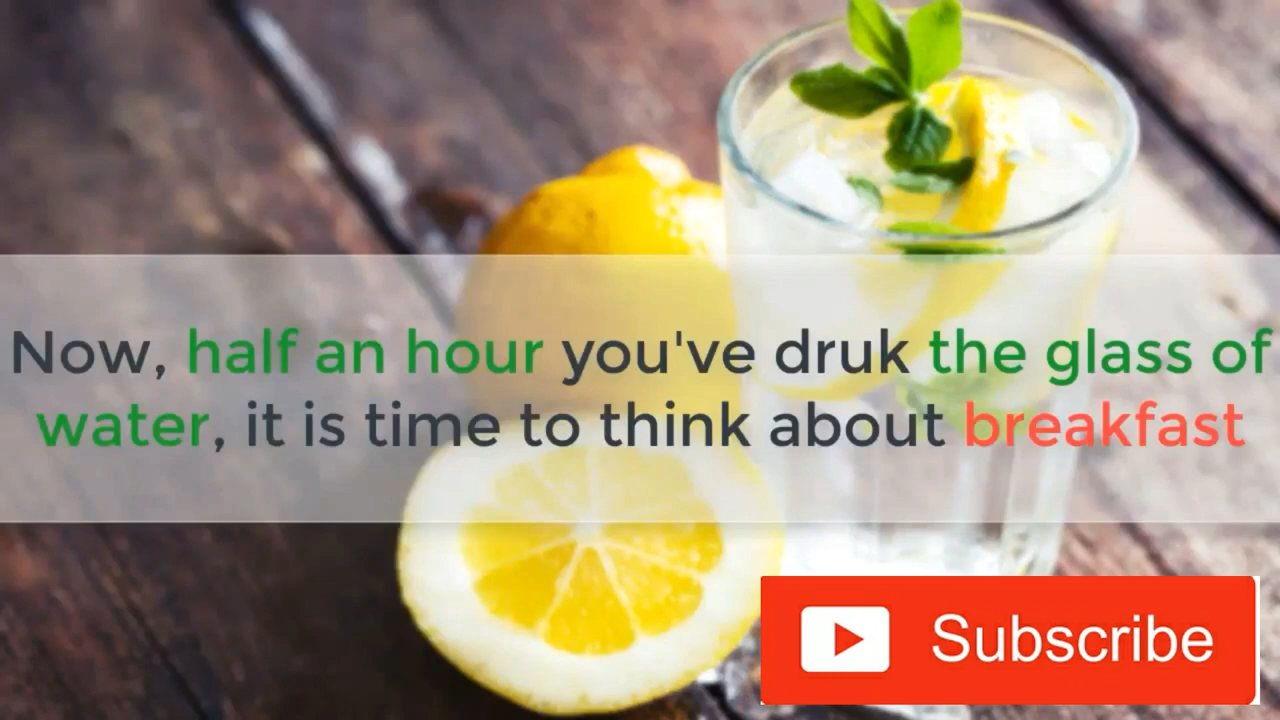 Now, half an hour you've druk the glass of
water, it is time to think about breakfast
Subscribe